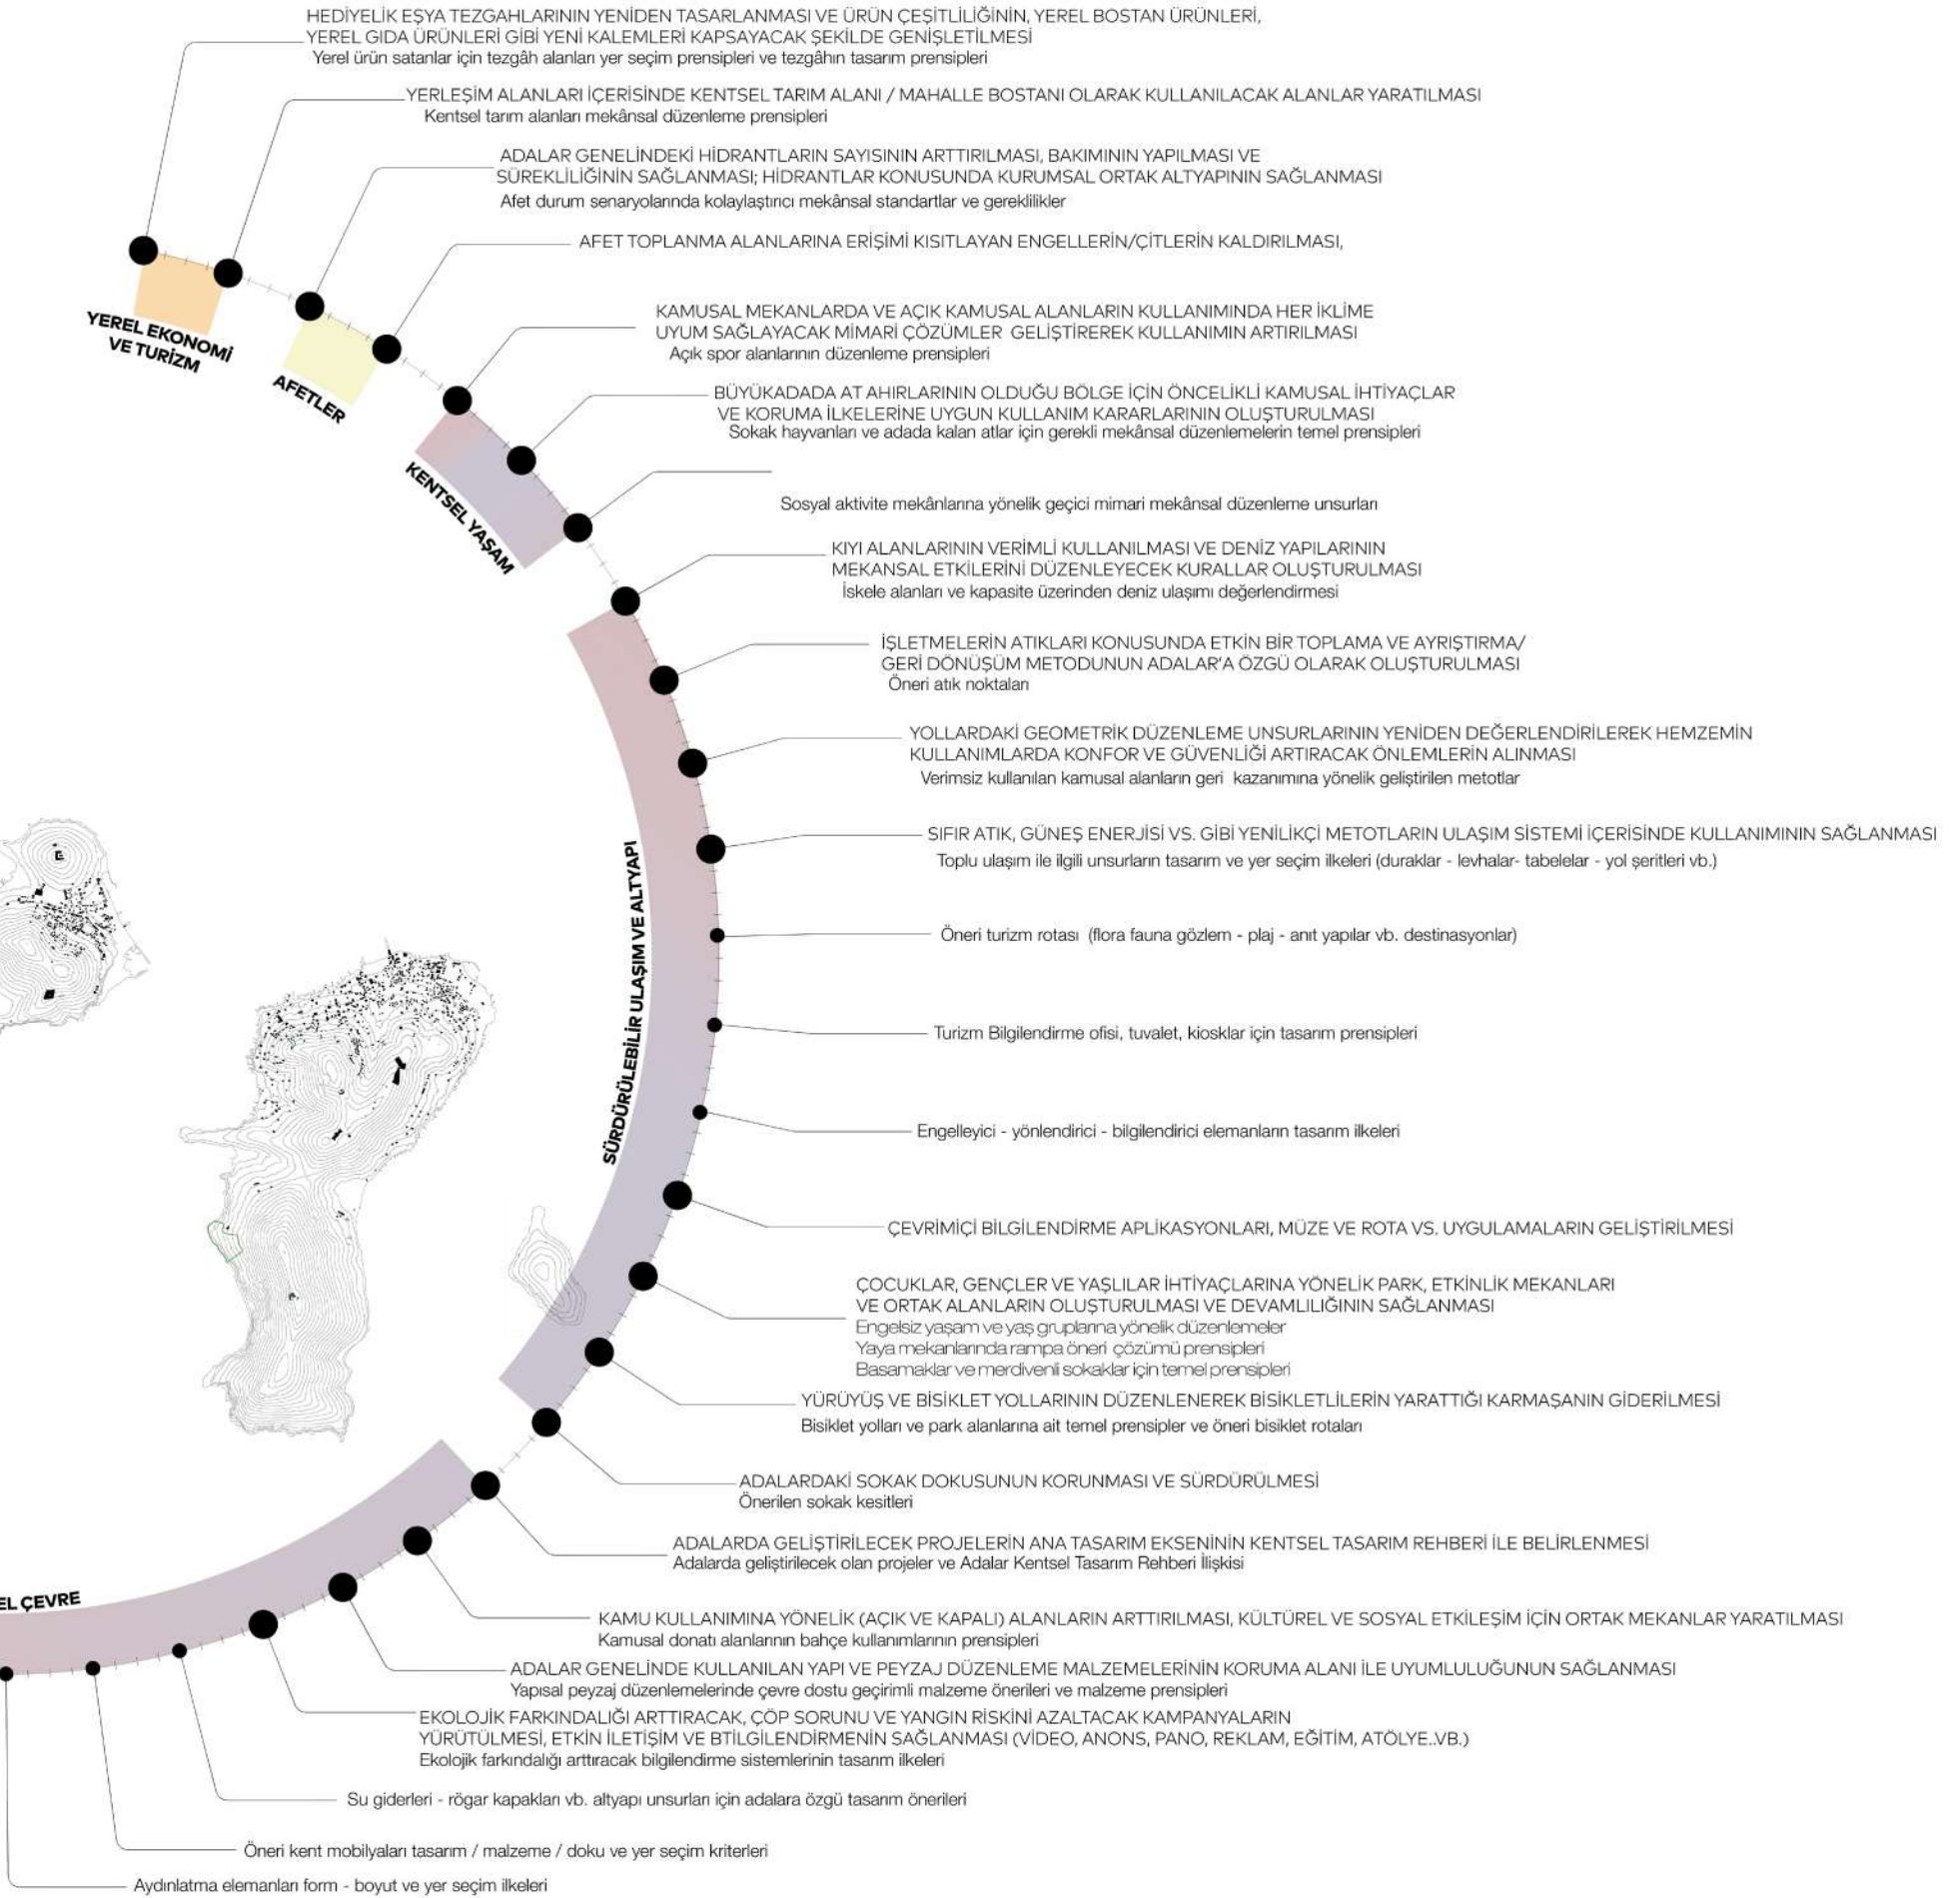 HEDİYELİK EŞYA TEZGAHLARININ YENİDEN TASARLANMASI VE ÜRÜN ÇEŞİTLİLİĞİNİN, YEREL BOSTAN ÜRÜNLERİ,
YEREL GIDA ÜRÜNLERİ GİBİ YENİ KALEMLERİ KAPSAYACAK ŞEKİLDE GENİŞLETİLMESİ
Yerel ürün satanlar için tezgâh alanları yer seçim prensipleri ve tezgâhın tasarım prensipleri
YERLEŞİM ALANLARI İÇERİSİNDE KENTSEL TARIM ALANI / MAHALLE BOSTANI OLARAK KULLANILACAK ALANLAR YARATILMASI
Kentsel tarım alanları mekânsal düzenleme prensipleri
ADALAR GENELİNDEKİ HİDRANTLARIN SAYISININ ARTTIRILMASI, BAKIMININ YAPILMASI VE
SÜREKLİLİĞİNİN SAĞLANMASI; HİDRANTLAR KONUSUNDA KURUMSAL ORTAK ALTYAPININ SAĞLANMASI
Afet durum senaryolarında kolaylaştırıcı mekânsal standartlar ve gereklilikler
AFET TOPLANMA ALANLARINA ERİŞİMİ KISITLAYAN ENGELLERİN/ÇİTLERİN KALDIRILMASI,
YEREL EKONOMİ
VE TURİZM
AFETLER
KAMUSAL MEKANLARDA VE AÇIK KAMUSAL ALANLARIN KULLANIMINDA HER İKLİME
UYUM SAĞLAYACAK MİMARİ ÇÖZÜMLER GELİŞTİREREK KULLANIMIN ARTIRILMASI
Açık spor alanlarının düzenleme prensipleri
BÜYÜKADADA AT AHIRLARININ OLDUĞU BÖLGE İÇİN ÖNCELİKLİ KAMUSAL İHTİYAÇLAR
VE KORUMA İLKELERİNE UYGUN KULLANIM KARARLARININ OLUŞTURULMASI
Sokak hayvanları ve adada kalan atlar için gerekli mekânsal düzenlemelerin temel prensipleri
KENTSEL YAŞAM
Sosyal aktivite mekânlarına yönelik geçici mimari mekânsal düzenleme unsurları
KIYI ALANLARININ VERİMLİ KULLANILMASI VE DENİZ YAPILARININ
MEKANSAL ETKİLERİNİ DÜZENLEYECEK KURALLAR OLUŞTURULMASI
İskele alanları ve kapasite üzerinden deniz ulaşımı değerlendirmesi
İŞLETMELERİN ATIKLARI KONUSUNDA ETKİN BİR TOPLAMA VE AYRIŞTIRMA/
GERİ DÖNÜŞÜM METODUNUN ADALAR'A ÖZGÜ OLARAK OLUŞTURULMASI
Öneri atık noktaları
YOLLARDAKİ GEOMETRİK DÜZENLEME UNSURLARININ YENİDEN DEĞERLENDİRİLEREK HEMZEMİN
KULLANIMLARDA KONFOR VE GÜVENLİĞİ ARTIRACAK ÖNLEMLERİN ALINMASI
Verimsiz kullanılan kamusal alanların geri kazanımına yönelik geliştirilen metotlar
SIFIR ATIK, GÜNEŞ ENERJİSİ VS. GİBİ YENİLİKÇİ METOTLARIN ULAŞIM SİSTEMİ İÇERİSİNDE KULLANIMININ SAĞLANMASI
Toplu ulaşım ile ilgili unsurların tasarım ve yer seçim ilkeleri (duraklar - levhalar- tabelelar - yol şeritleri vb.)
SÜRDÜRÜLEBİLİR ULAŞIM VE ALTYAPI
Öneri turizm rotası (flora fauna gözlem - plaj - anıt yapılar vb. destinasyonlar)
Turizm Bilgilendirme ofisi, tuvalet, kiosklar için tasarım prensipleri
Engelleyici - yönlendirici - bilgilendirici elemanların tasarım ilkeleri
ÇEVRİMİÇİ BİLGİLENDİRME APLİKASYONLARI, MÜZE VE ROTA VS. UYGULAMALARIN GELİŞTİRİLMESİ
ÇOCUKLAR, GENÇLER VE YAŞLILAR İHTİYAÇLARINA YÖNELİK PARK, ETKİNLİK MEKANLARI
VE ORTAK ALANLARIN OLUŞTURULMASI VE DEVAMLILIĞININ SAĞLANMASI
Engelsiz yaşam ve yaş gruplarına yönelik düzenlemeler
Yaya mekanlarında rampa öneri çözümü prensipleri
Basamaklar ve merdivenli sokaklar için temel prensipleri
YÜRÜYÜŞ VE BİSİKLET YOLLARININ DÜZENLENEREK BİSİKLETLİLERİN YARATTIĞI KARMAŞANIN GİDERİLMESİ
Bisiklet yolları ve park alanlarına ait temel prensipler ve öneri bisiklet rotaları
ADALARDAKİ SOKAK DOKUSUNUN KORUNMASI VE SÜRDÜRÜLMESİ
Önerilen sokak kesitleri
ADALARDA GELİŞTİRİLECEK PROJELERİN ANA TASARIM EKSENİNİN KENTSEL TASARIM REHBERİ İLE BELİRLENMESİ
Adalarda geliştirilecek olan projeler ve Adalar Kentsel Tasarım Rehberi İlişkisi
EL ÇEVRE
KAMU KULLANIMINA YÖNELİK (AÇIK VE KAPALI) ALANLARIN ARTTIRILMASI, KÜLTÜREL VE SOSYAL ETKİLEŞİM İÇİN ORTAK MEKANLAR YARATILMASI
Kamusal donatı alanlarının bahçe kullanımlarının prensipleri
ADALAR GENELİNDE KULLANILAN YAPI VE PEYZAJ DÜZENLEME MALZEMELERİNİN KORUMA ALANI İLE UYUMLULUĞUNUN SAĞLANMASI
Yapısal peyzaj düzenlemelerinde çevre dostu geçirimli malzeme önerileri ve malzeme prensipleri
EKOLOJİK FARKINDALIĞI ARTTIRACAK, ÇÖP SORUNU VE YANGIN RİSKİNİ AZALTACAK KAMPANYALARIN
YÜRÜTÜLMESİ, ETKİN İLETİŞİM VE BTİLGİLENDİRMENİN SAĞLANMASI (VİDEO, ANONS, PANO, REKLAM, EĞİTİM, ATÖLYE..VB.)
Ekolojik farkındalığı arttıracak bilgilendirme sistemlerinin tasarım ilkeleri
Su giderleri - rögar kapakları vb. altyapı unsurları için adalara özgü tasarım önerileri
Öneri kent mobilyaları tasarım / malzeme / doku ve yer seçim kriterleri
Aydınlatma elemanları form - boyut ve yer seçim ilkeleri